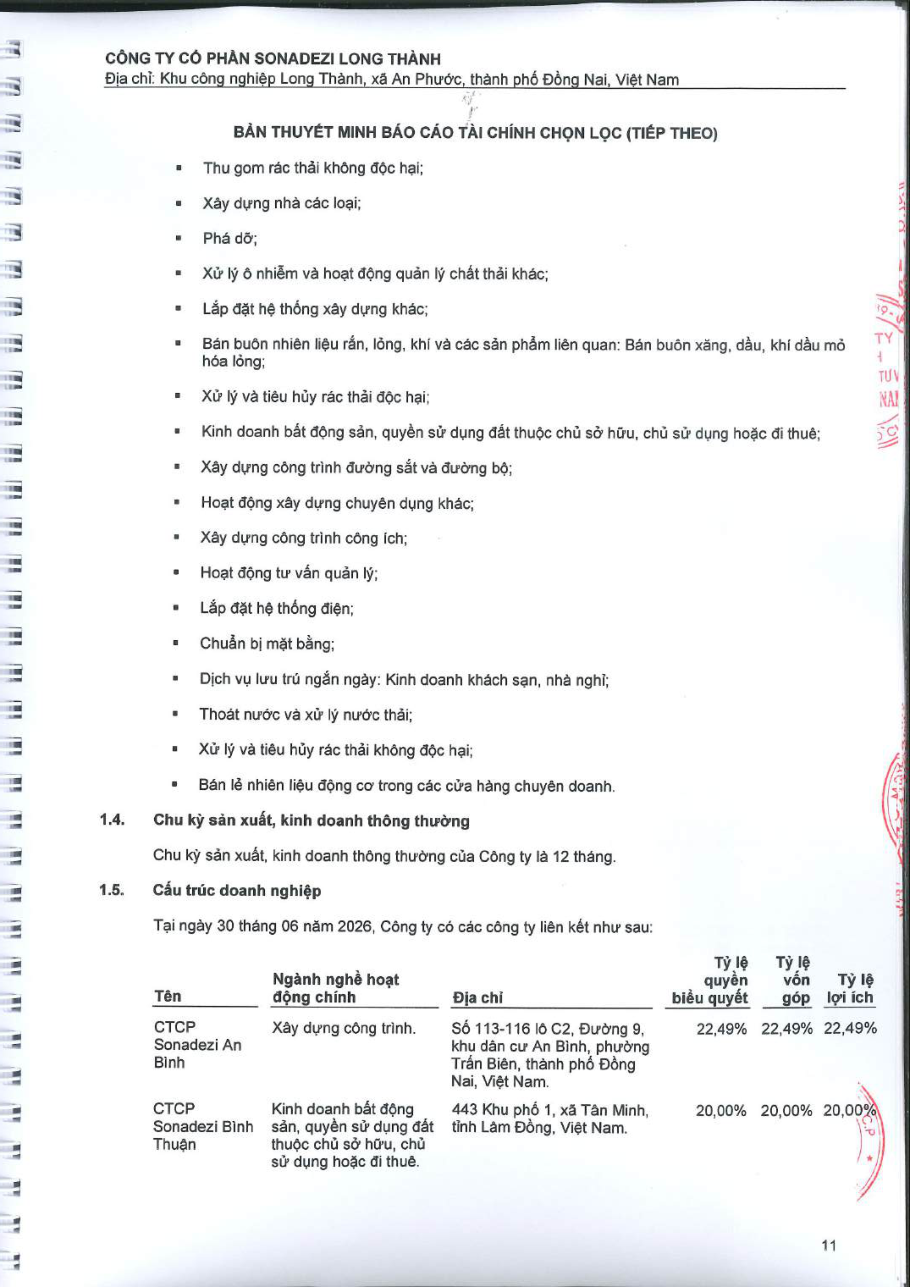 CÔNG TY CỔ PHẦN SONADEZI LONG THÀNH
Địa chỉ: Khu công nghiệp Long Thành, xã An Phước, thành phố Đồng Nai, Việt Nam
BẢN THUYẾT MINH BÁO CÁO TÀI CHÍNH CHỌN LỌC (TIẾP THEO)
▪ Thu gom rác thải không độc hại;
▪ Xây dựng nhà các loại;
▪ Phá dỡ;
▪ Xử lý ô nhiễm và hoạt động quản lý chất thải khác;
▪ Lắp đặt hệ thống xây dựng khác;
▪ Bán buôn nhiên liệu rắn, lỏng, khí và các sản phẩm liên quan: Bán buôn xăng, dầu, khí dầu mỏ
hóa lỏng;
▪ Xử lý và tiêu hủy rác thải độc hại;
▪ Kinh doanh bất động sản, quyền sử dụng đất thuộc chủ sở hữu, chủ sử dụng hoặc đi thuê;
▪ Xây dựng công trình đường sắt và đường bộ;
▪ Hoạt động xây dựng chuyên dụng khác;
▪ Xây dựng công trình công ích;
▪ Hoạt động tư vấn quản lý;
▪ Lắp đặt hệ thống điện;
▪ Chuẩn bị mặt bằng;
▪ Dịch vụ lưu trú ngắn ngày: Kinh doanh khách sạn, nhà nghỉ;
▪ Thoát nước và xử lý nước thải;
▪ Xử lý và tiêu hủy rác thải không độc hại;
▪ Bán lẻ nhiên liệu động cơ trong các cửa hàng chuyên doanh.
1.4. Chu kỳ sản xuất, kinh doanh thông thường
Chu kỳ sản xuất, kinh doanh thông thường của Công ty là 12 tháng.
1.5. Cấu trúc doanh nghiệp
Tại ngày 30 tháng 06 năm 2026, Công ty có các công ty liên kết như sau:
Tỷ lệ Tỷ lệ
Ngành nghề hoạt quyền vốn Tỷ lệ
Tên động chính Địa chỉ biểu quyết góp lợi ích
CTCP Xây dựng công trình. Số 113-116 lô C2, Đường 9, 22,49% 22,49% 22,49%
Sonadezi An khu dân cư An Bình, phường
Bình Trấn Biên, thành phố Đồng
Nai, Việt Nam.
CTCP Kinh doanh bất động 443 Khu phố 1, xã Tân Minh, 20,00% 20,00% 20,00%
Sonadezi Bình sản, quyền sử dụng đất tỉnh Lâm Đồng, Việt Nam.
Thuận thuộc chủ sở hữu, chủ
sử dụng hoặc đi thuê.
11